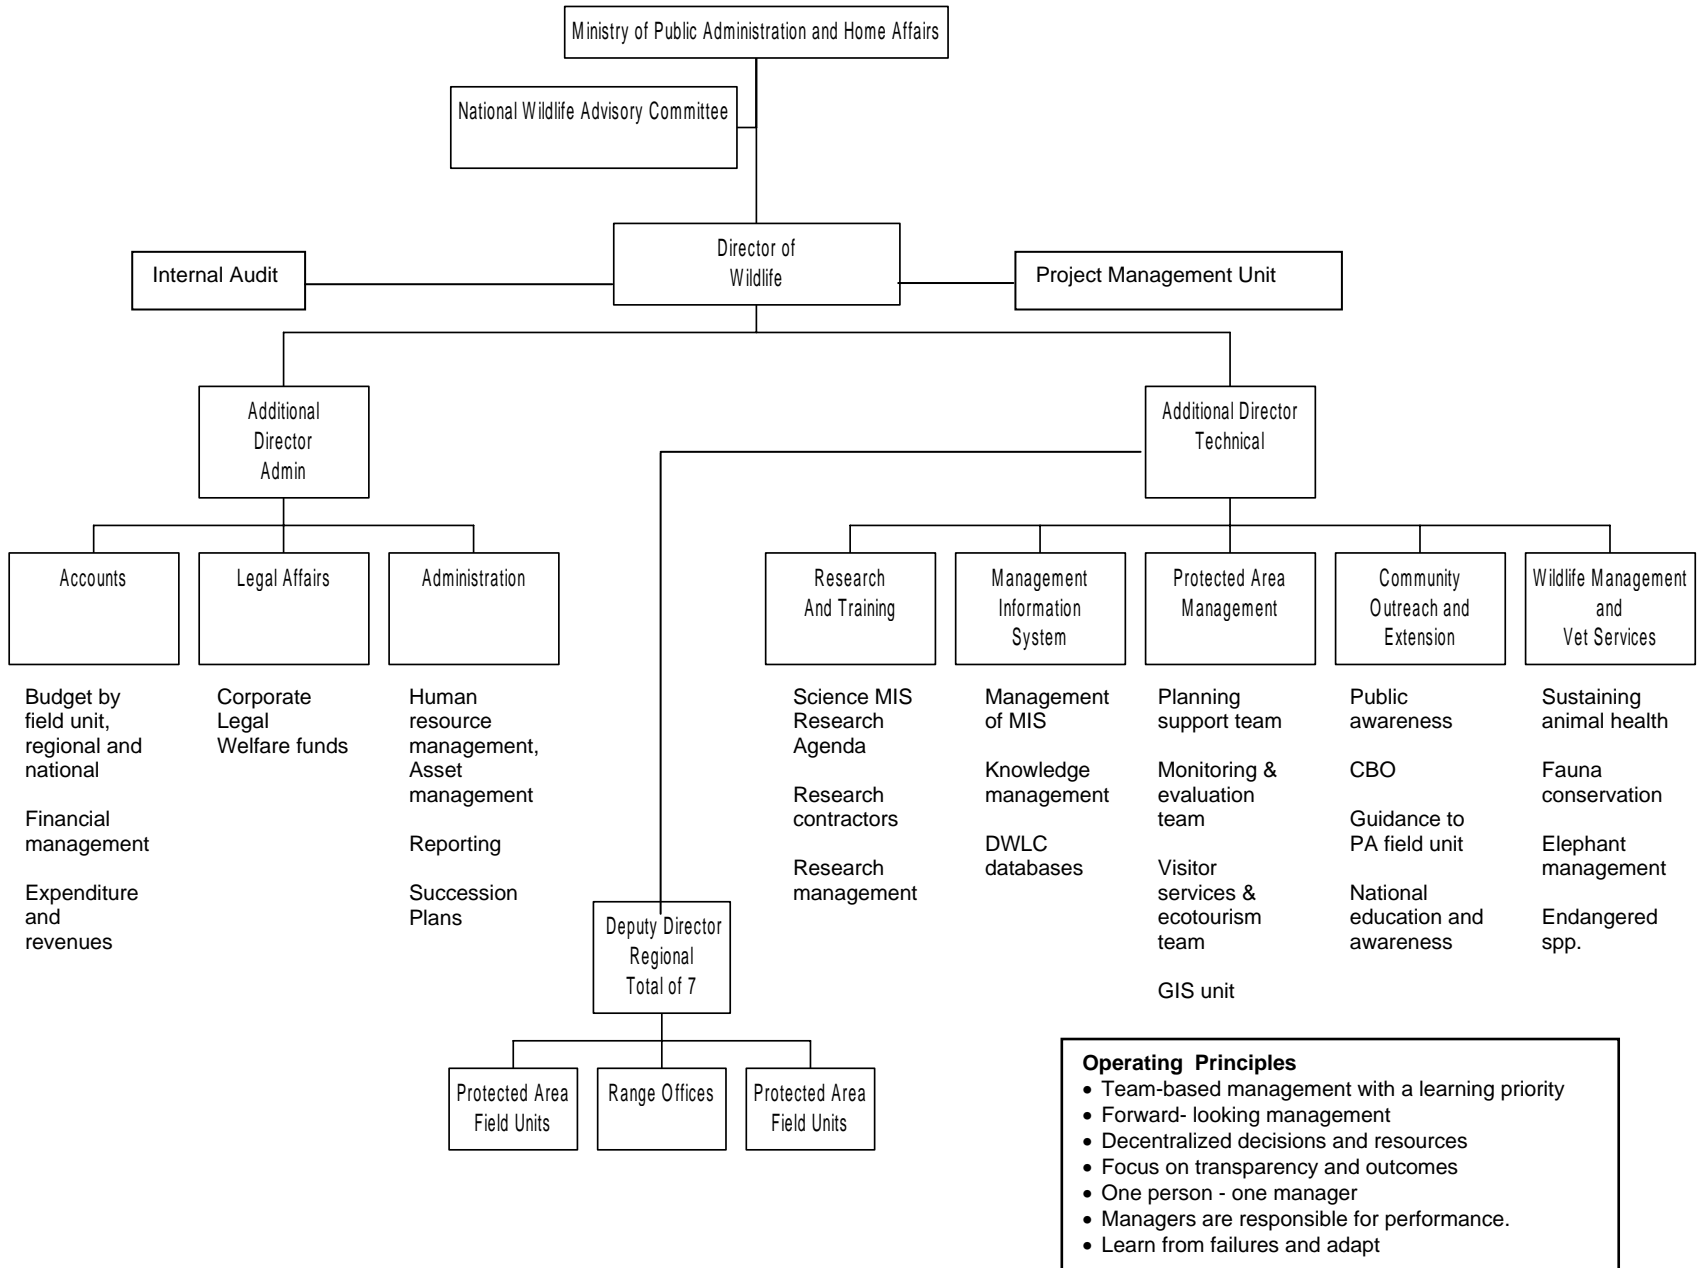 Ministry of Public Administration and Home Affairs
National Wildlife Advisory Committee
Director of
Wildlife
Internal Audit
Project Management Unit
Additional
Director
Admin
Additional Director
Technical
Accounts
Legal Affairs
Administration
Research
And Training
Management
Information
System
Protected Area
Management
Community
Outreach and
Extension
Wildlife Management
and
Vet Services
Budget by
field unit,
regional and
national
Financial
management
Expenditure
and
revenues
Corporate
Legal
Welfare funds
Human
resource
management,
Asset
management
Reporting
Succession
Plans
Science MIS
Research
Agenda
Research
contractors
Research
management
Management
of MIS
Knowledge
management
DWLC
databases
Planning
support team
Monitoring &
evaluation
team
Visitor
services &
ecotourism
team
GIS unit
Public
awareness
CBO
Guidance to
PA field unit
National
education and
awareness
Sustaining
animal health
Fauna
conservation
Elephant
management
Endangered
spp.
Deputy Director
Regional
Total of 7
Protected Area
Field Units
Range Offices
Protected Area
Field Units
Operating  Principles
• Team-based management with a learning priority
• Forward- looking management
• Decentralized decisions and resources
• Focus on transparency and outcomes
• One person - one manager
• Managers are responsible for performance.
• Learn from failures and adapt